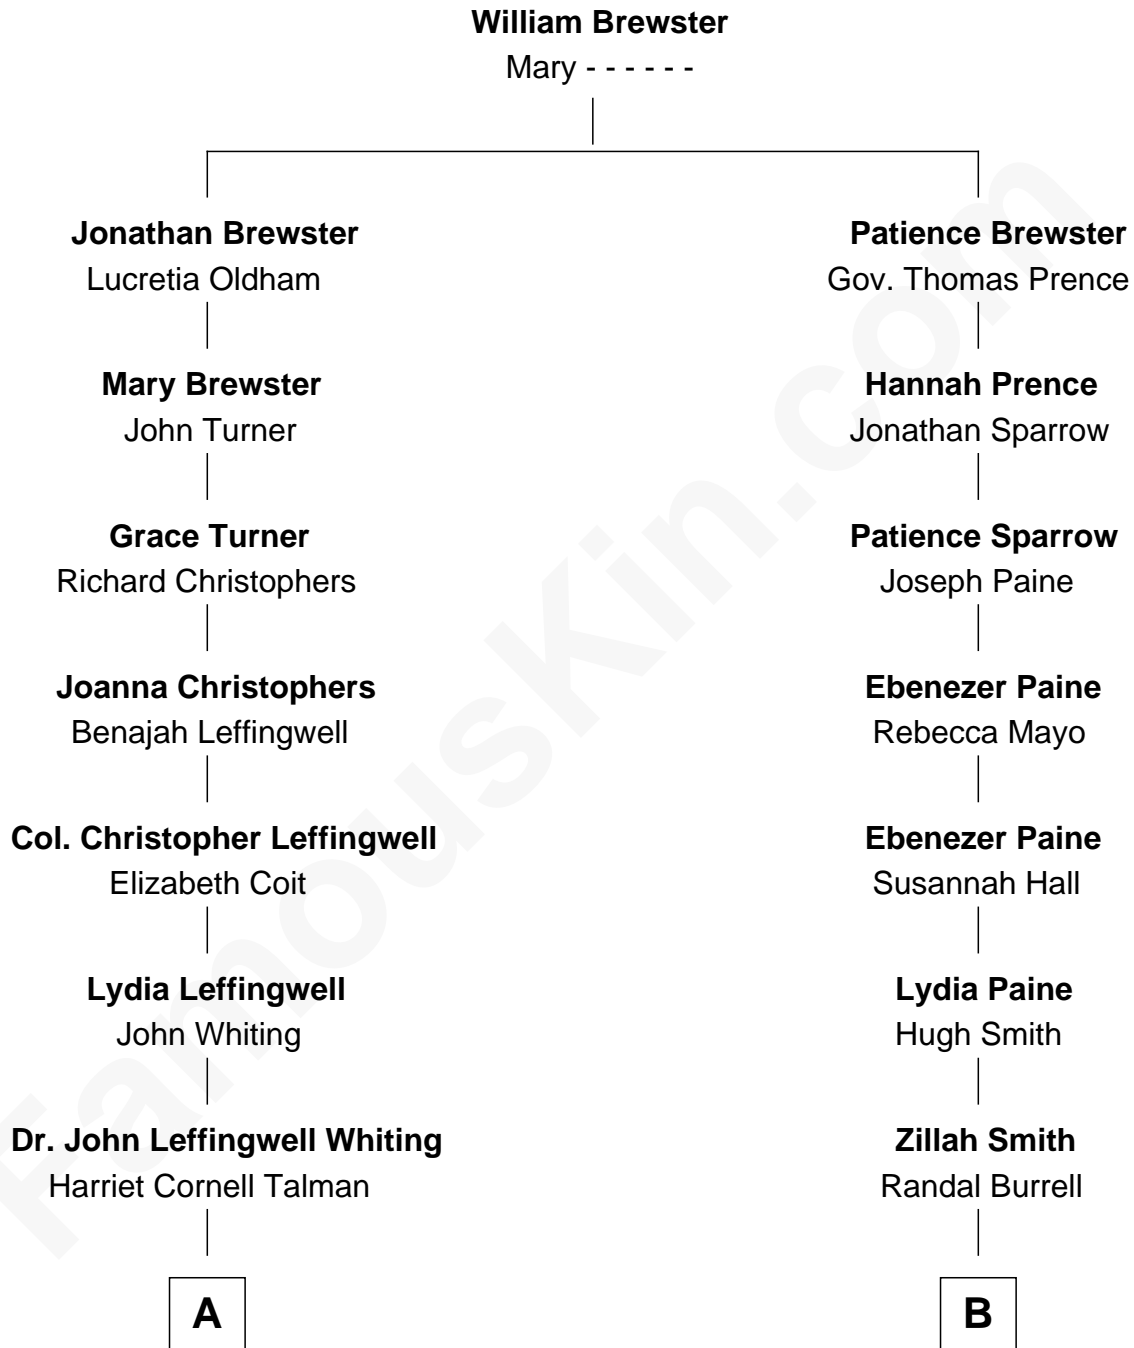 William Brewster
Mary - - - - - -
Jonathan Brewster
Lucretia Oldham
Patience Brewster
Gov. Thomas Prence
Mary Brewster
John Turner
Hannah Prence
Jonathan Sparrow
Grace Turner
Richard Christophers
Patience Sparrow
Joseph Paine
Joanna Christophers
Benajah Leffingwell
Ebenezer Paine
Rebecca Mayo
Col. Christopher Leffingwell
Elizabeth Coit
Ebenezer Paine
Susannah Hall
Lydia Leffingwell
John Whiting
Lydia Paine
Hugh Smith
Dr. John Leffingwell Whiting
Harriet Cornell Talman
Zillah Smith
Randal Burrell
A
B
FamousKin.com